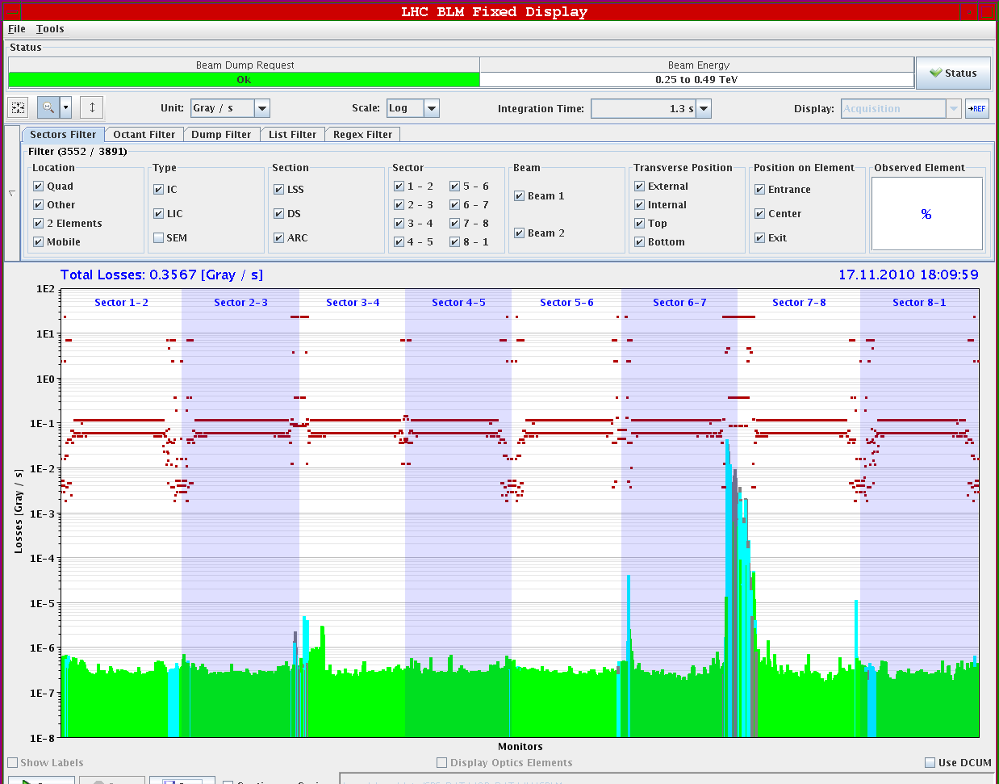 LHC BLM Fixed Display
File Tools
Status
Beam Dump Request Beam Energy
Ok 0.25 to 0.49 TeV Status
Unit: Gray / s Scale: Log Integration Time: 1.3 s Display: Acquisition →REF
Sectors Filter Octant Filter Dump Filter List Filter Regex Filter
Filter (3552 / 3891)
Location Type Section Sector Beam Transverse Position Position on Element Observed Element
Quad IC LSS 1 - 2 5 - 6 Beam 1 External Entrance %
Other LIC DS 2 - 3 6 - 7 Internal Center
2 Elements SEM ARC 3 - 4 7 - 8 Beam 2 Top Exit
Mobile 4 - 5 8 - 1 Bottom
Total Losses: 0.3567 [Gray / s] 17.11.2010 18:09:59
1E2
Sector 1-2 Sector 2-3 Sector 3-4 Sector 4-5 Sector 5-6 Sector 6-7 Sector 7-8 Sector 8-1
1E1
1E0
1E-1
1E-2
1E-3
1E-4
1E-5
1E-6
1E-7
1E-8
Losses [Gray / s]
Monitors
Show Labels Display Optics Elements Use DCUM